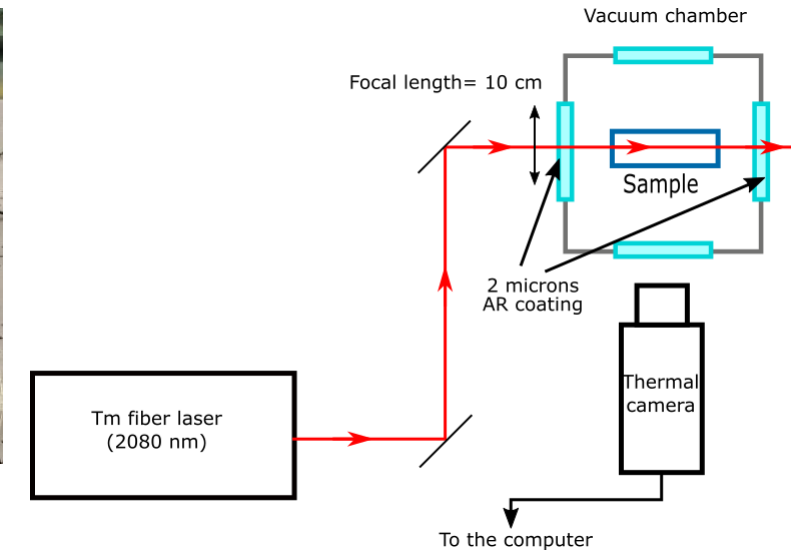 Vacuum chamber
Focal length= 10 cm
Sample
2 microns
AR coating
Thermal
camera
Tm fiber laser
(2080 nm)
To the computer